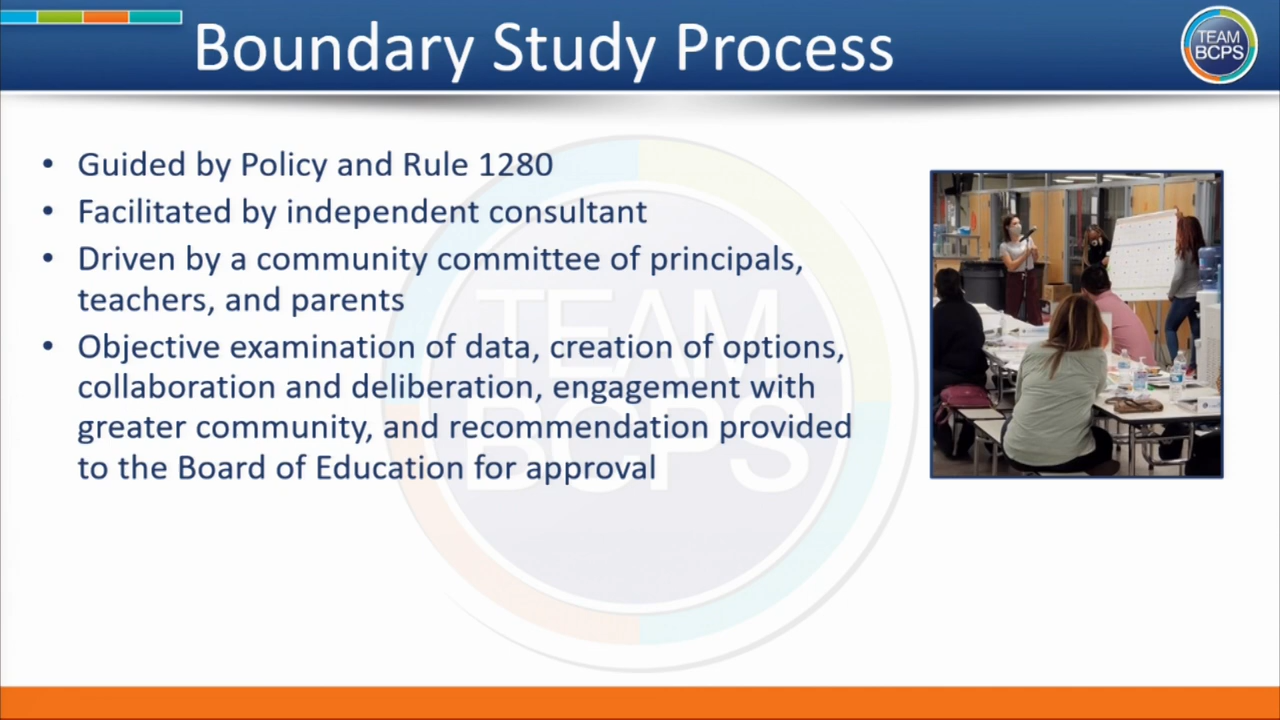 Boundary Study Process
TEAM
BCPS
• Guided by Policy and Rule 1280
• Facilitated by independent consultant
• Driven by a community committee of principals,
teachers, and parents
• Objective examination of data, creation of options,
collaboration and deliberation, engagement with
greater community, and recommendation provided
to the Board of Education for approval
TEAM
BCPS